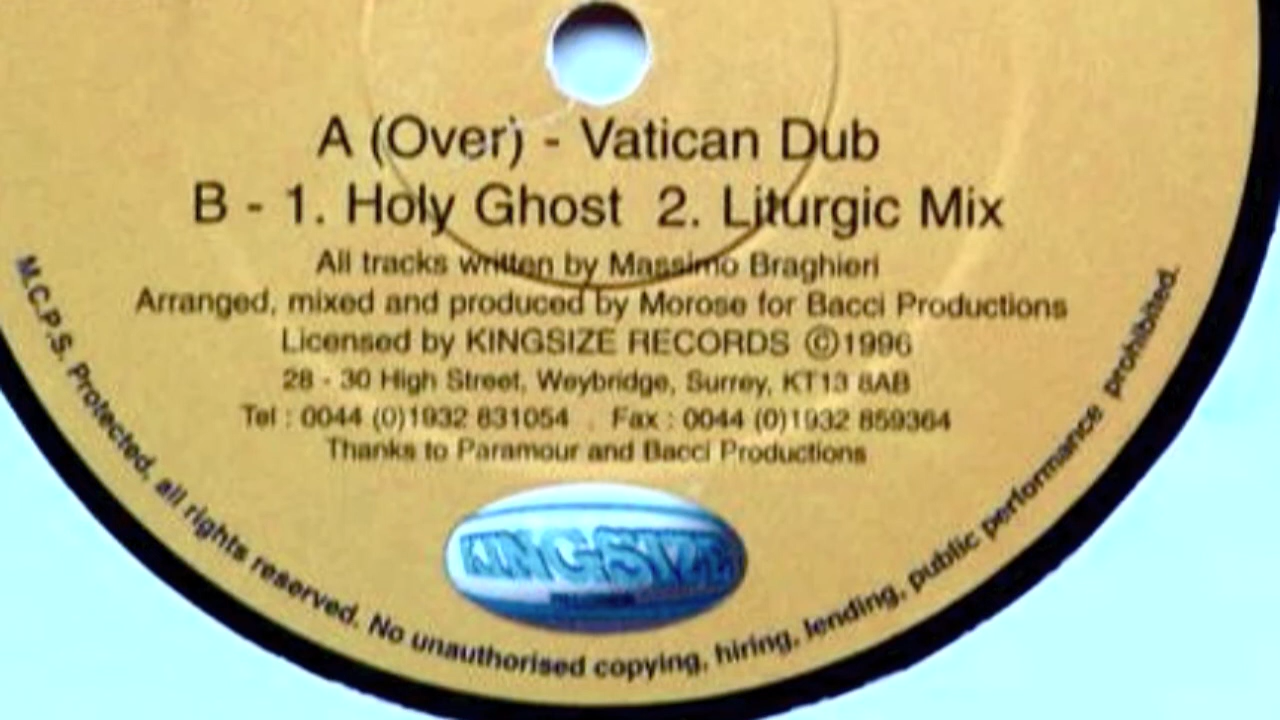 A (Over) - Vatican Dub
B - 1. Holy Ghost 2. Liturgic Mix
All tracks written by Massimo Braghieri
Arranged, mixed and produced by Morose for Bacci Productions
Licensed by KINGSIZE RECORDS ©1996
28 - 30 High Street, Weybridge, Surrey, KT13 8AB
Tel : 0044 (0)1932 831054 . Fax : 0044 (0)1932 859364
Thanks to Paramour and Bacci Productions
KINGSIZE
M.C.P.S. Protected, all rights reserved. No unauthorised copying, hiring, lending, public performance prohibited.